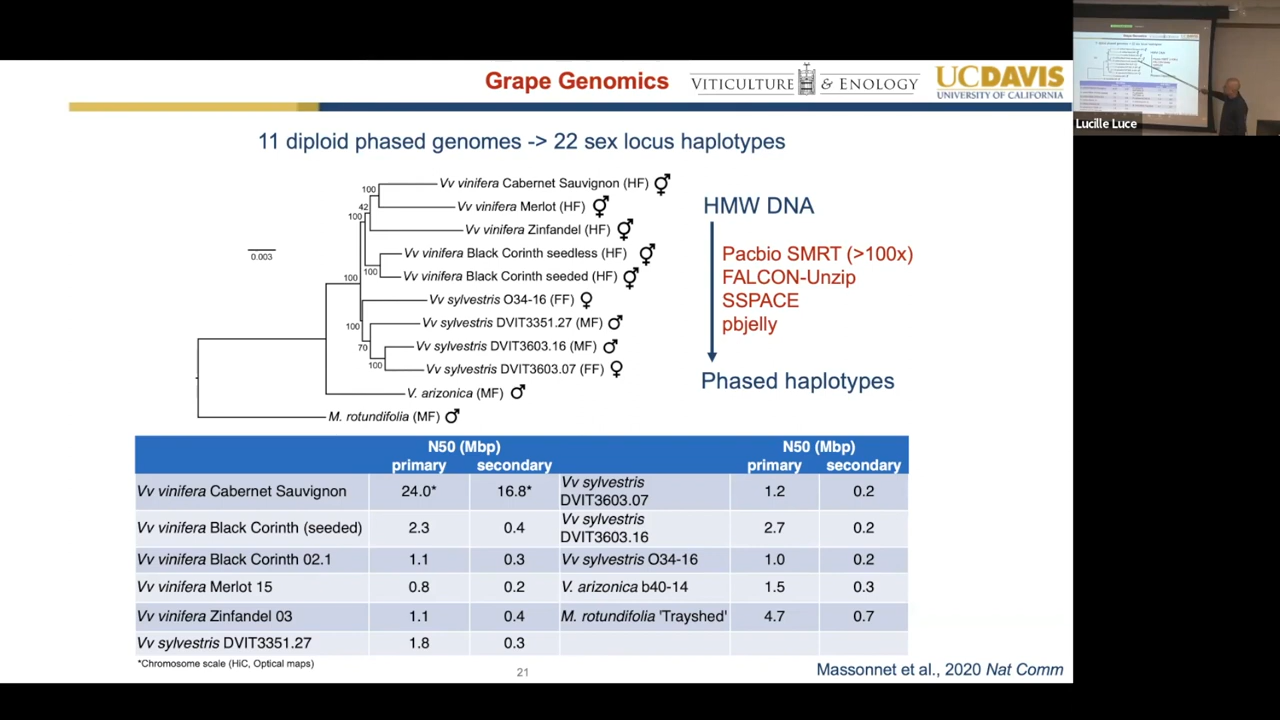 Grape Genomics
VITICULTURE & ENOLOGY
UCDAVIS
UNIVERSITY OF CALIFORNIA
Lucille Luce
11 diploid phased genomes -> 22 sex locus haplotypes
Vv vinifera Cabernet Sauvignon (HF) ⚥
Vv vinifera Merlot (HF) ⚥
Vv vinifera Zinfandel (HF) ⚥
Vv vinifera Black Corinth seedless (HF) ⚥
Vv vinifera Black Corinth seeded (HF) ⚥
Vv sylvestris O34-16 (FF) ♀
Vv sylvestris DVIT3351.27 (MF) ♂
Vv sylvestris DVIT3603.16 (MF) ♂
Vv sylvestris DVIT3603.07 (FF) ♀
V. arizonica (MF) ♂
M. rotundifolia (MF) ♂
100
42
100
100
100
100
70
100
0.003
HMW DNA
Pacbio SMRT (>100x)
FALCON-Unzip
SSPACE
pbjelly
Phased haplotypes
N50 (Mbp) N50 (Mbp)
primary secondary primary secondary
Vv vinifera Cabernet Sauvignon 24.0* 16.8* Vv sylvestris
DVIT3603.07 1.2 0.2
Vv vinifera Black Corinth (seeded) 2.3 0.4 Vv sylvestris
DVIT3603.16 2.7 0.2
Vv vinifera Black Corinth 02.1 1.1 0.3 Vv sylvestris O34-16 1.0 0.2
Vv vinifera Merlot 15 0.8 0.2 V. arizonica b40-14 1.5 0.3
Vv vinifera Zinfandel 03 1.1 0.4 M. rotundifolia 'Trayshed' 4.7 0.7
Vv sylvestris DVIT3351.27 1.8 0.3
*Chromosome scale (HiC, Optical maps)
21
Massonnet et al., 2020 Nat Comm